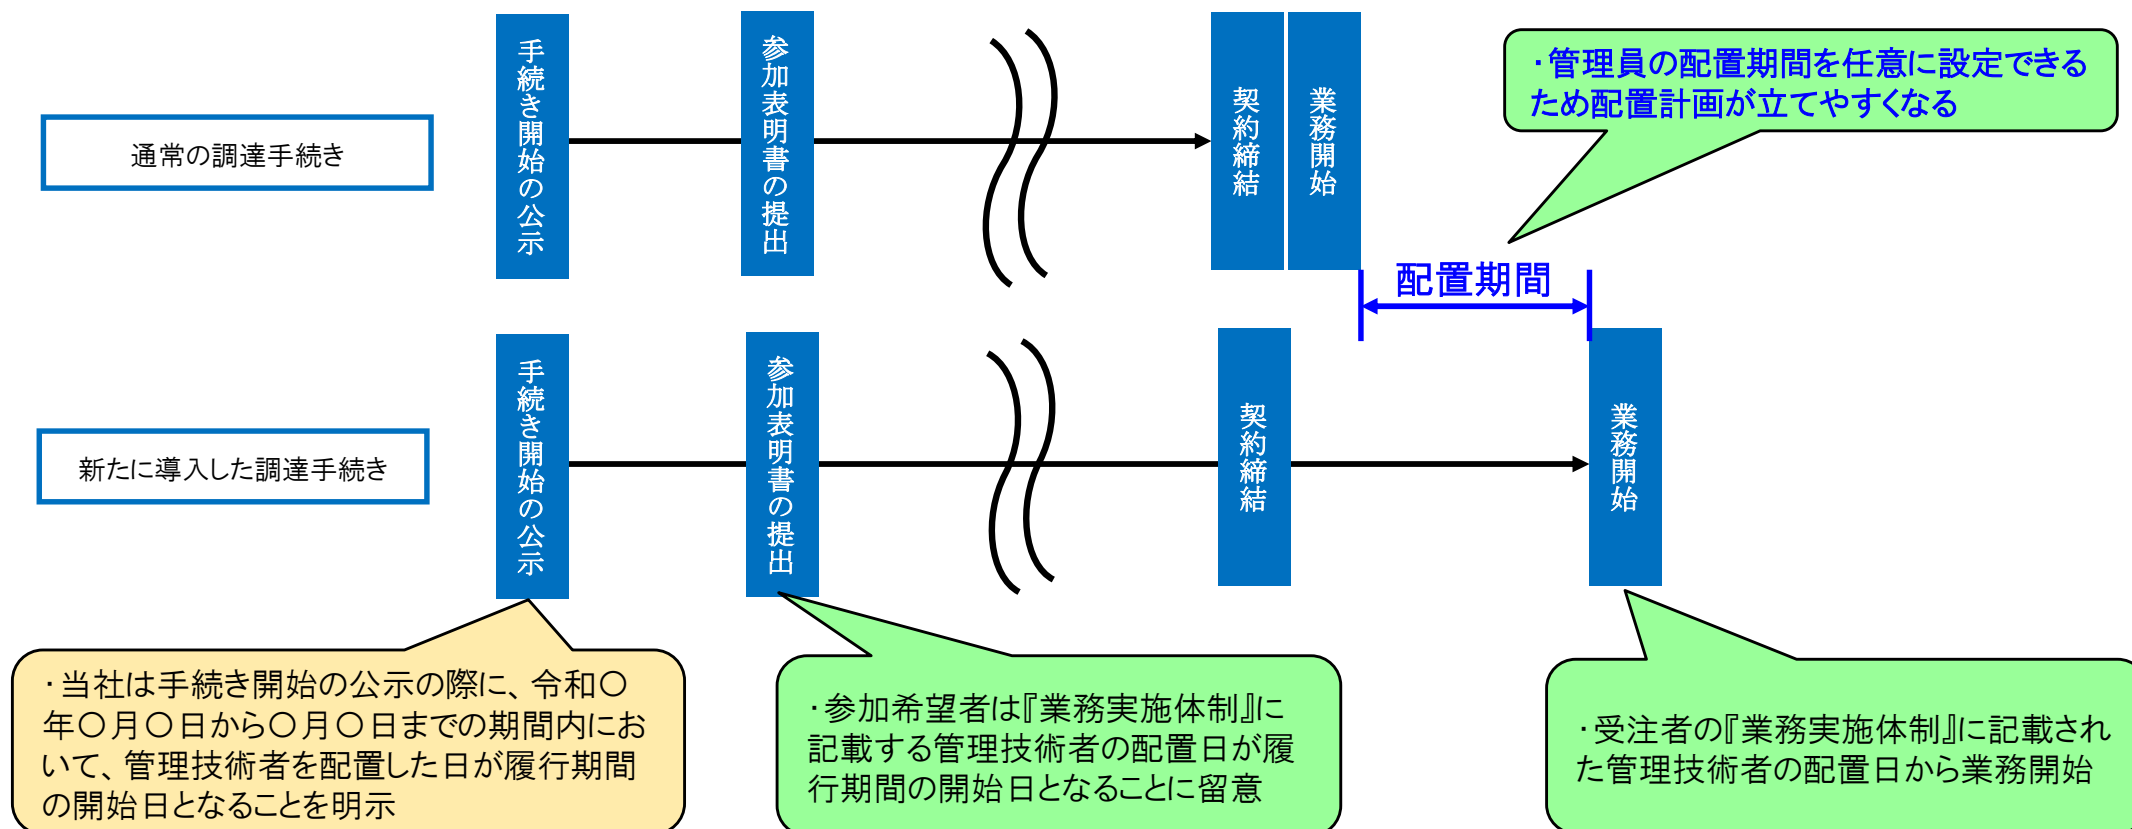 通常の調達手続き
手続き開始の公示
参加表明書の提出
契約締結
業務開始
・管理員の配置期間を任意に設定できる
ため配置計画が立てやすくなる
配置期間
新たに導入した調達手続き
手続き開始の公示
参加表明書の提出
契約締結
業務開始
・当社は手続き開始の公示の際に、令和〇
年〇月〇日から〇月〇日までの期間内にお
いて、管理技術者を配置した日が履行期間
の開始日となることを明示
・参加希望者は『業務実施体制』に
記載する管理技術者の配置日が履
行期間の開始日となることに留意
・受注者の『業務実施体制』に記載され
た管理技術者の配置日から業務開始